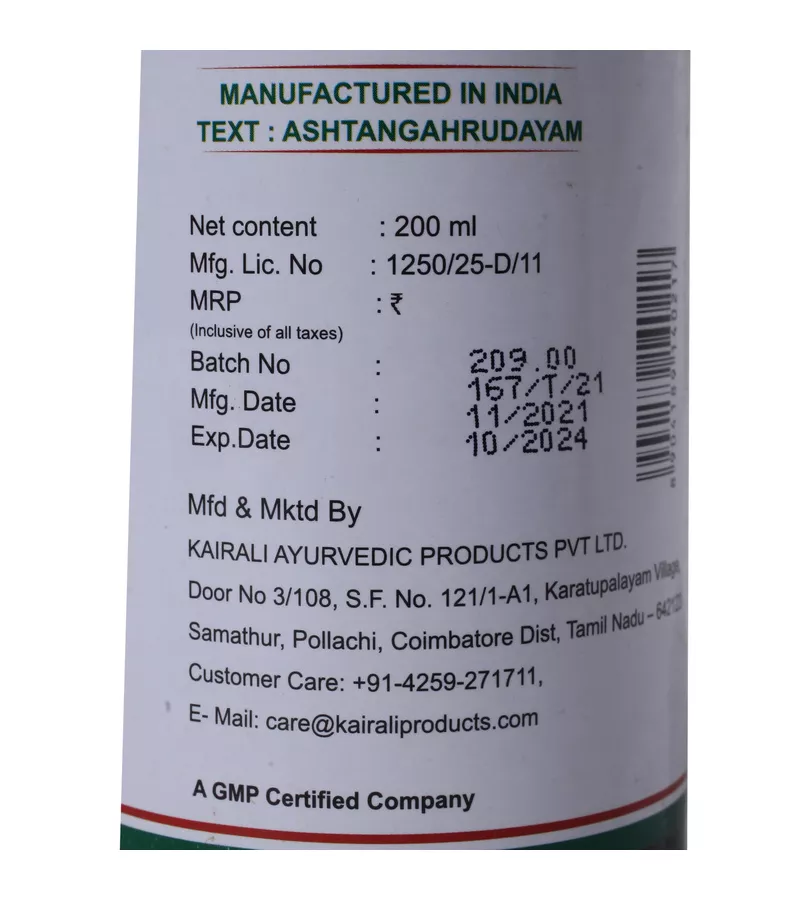 MANUFACTURED IN INDIA
TEXT : ASHTANGAHRUDAYAM
Net content : 200 ml
Mfg. Lic. No : 1250/25-D/11
MRP : ₹
(Inclusive of all taxes)
209.00
Batch No : 167/T/21
Mfg. Date : 11/2021
Exp.Date : 10/2024
Mfd & Mktd By
KAIRALI AYURVEDIC PRODUCTS PVT LTD.
Door No 3/108, S.F. No. 121/1-A1, Karatupalayam Village,
Samathur, Pollachi, Coimbatore Dist, Tamil Nadu –
Customer Care: +91-4259-271711,
E- Mail: care@kairaliproducts.com
A GMP Certified Company